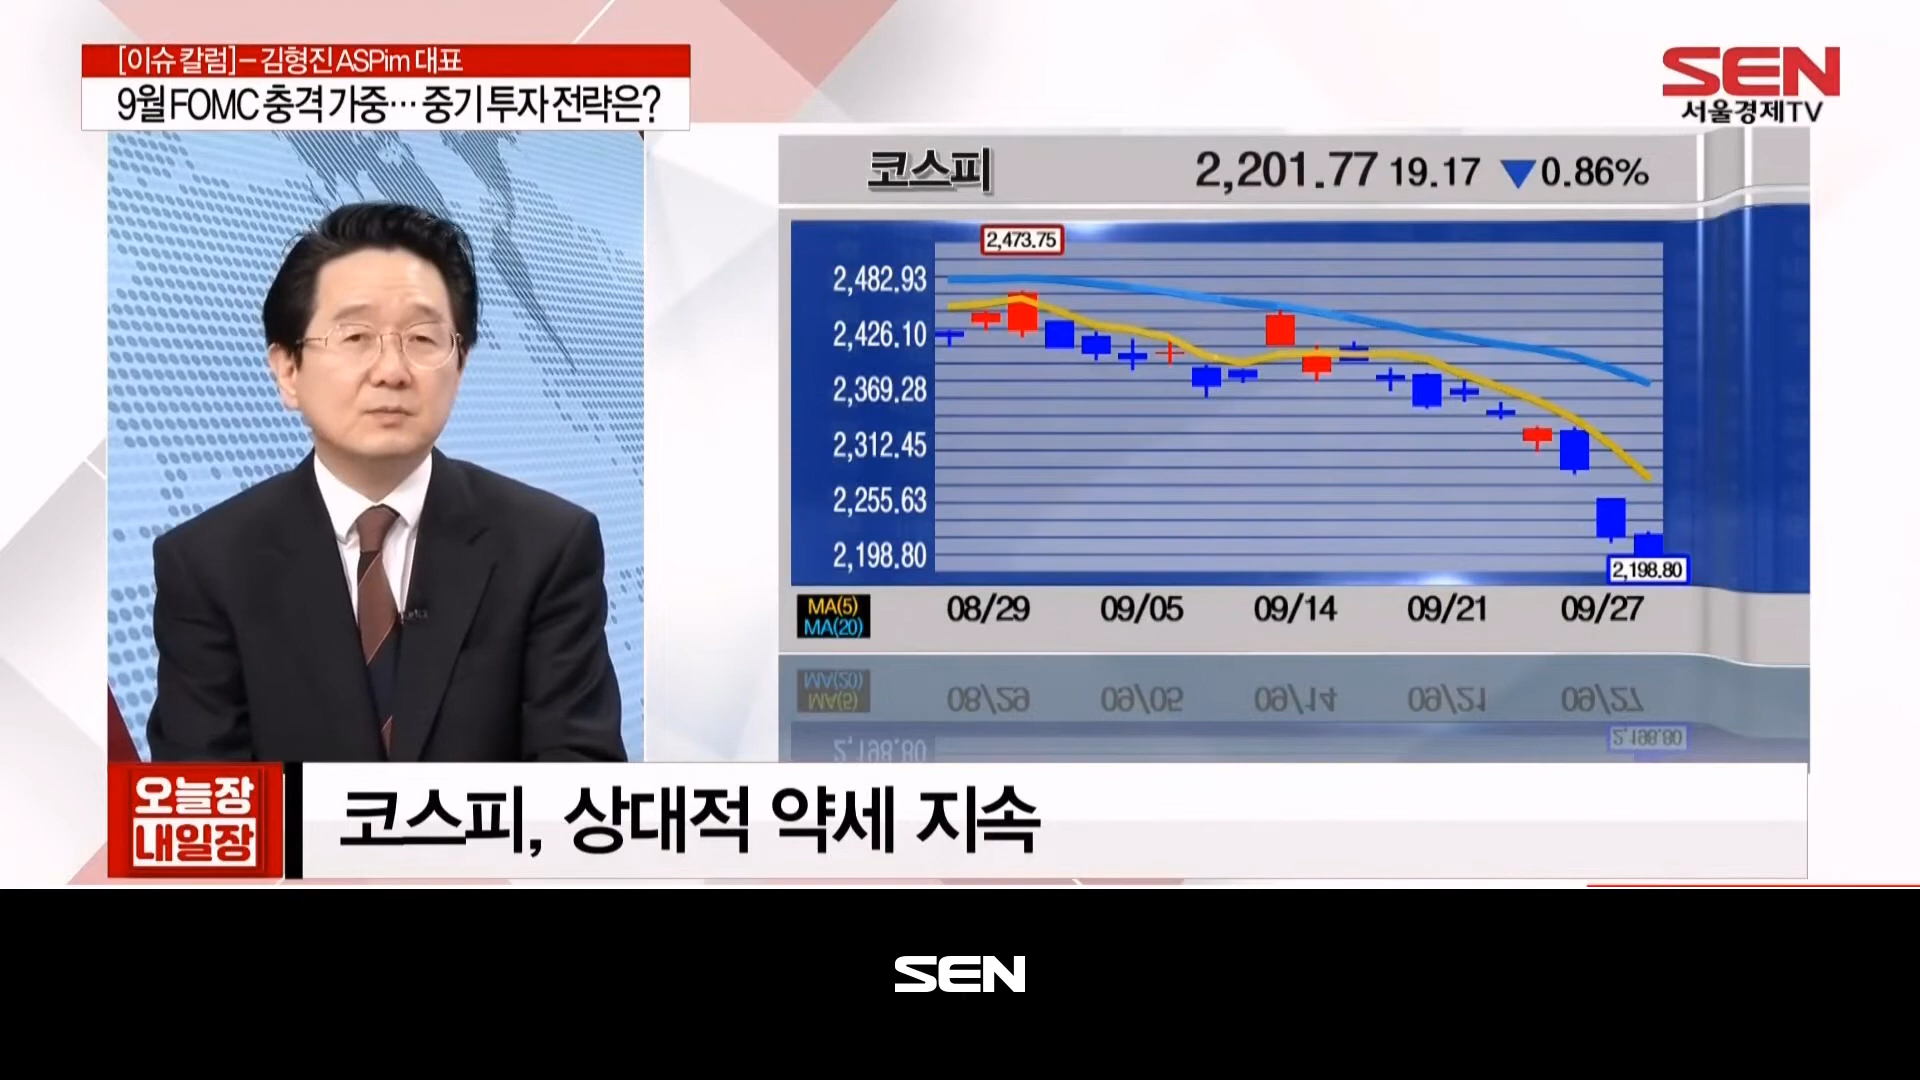 [이슈 칼럼] – 김형진 ASPim 대표
9월 FOMC 충격 가중… 중기 투자 전략은?
SEN
서울경제TV
코스피 2,201.77 19.17 ▼0.86%
2,473.75
2,482.93
2,426.10
2,369.28
2,312.45
2,255.63
2,198.80
2,198.80
MA(5)
MA(20)
08/29 09/05 09/14 09/21 09/27
오늘장
내일장
코스피, 상대적 약세 지속
SEN